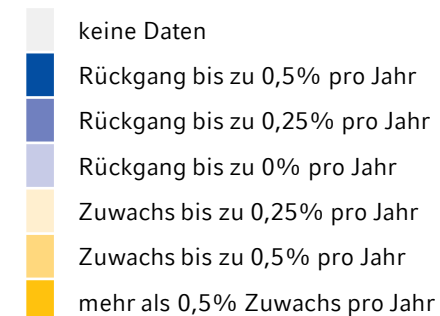 keine Daten
Rückgang bis zu 0,5% pro Jahr
Rückgang bis zu 0,25% pro Jahr
Rückgang bis zu 0% pro Jahr
Zuwachs bis zu 0,25% pro Jahr
Zuwachs bis zu 0,5% pro Jahr
mehr als 0,5% Zuwachs pro Jahr